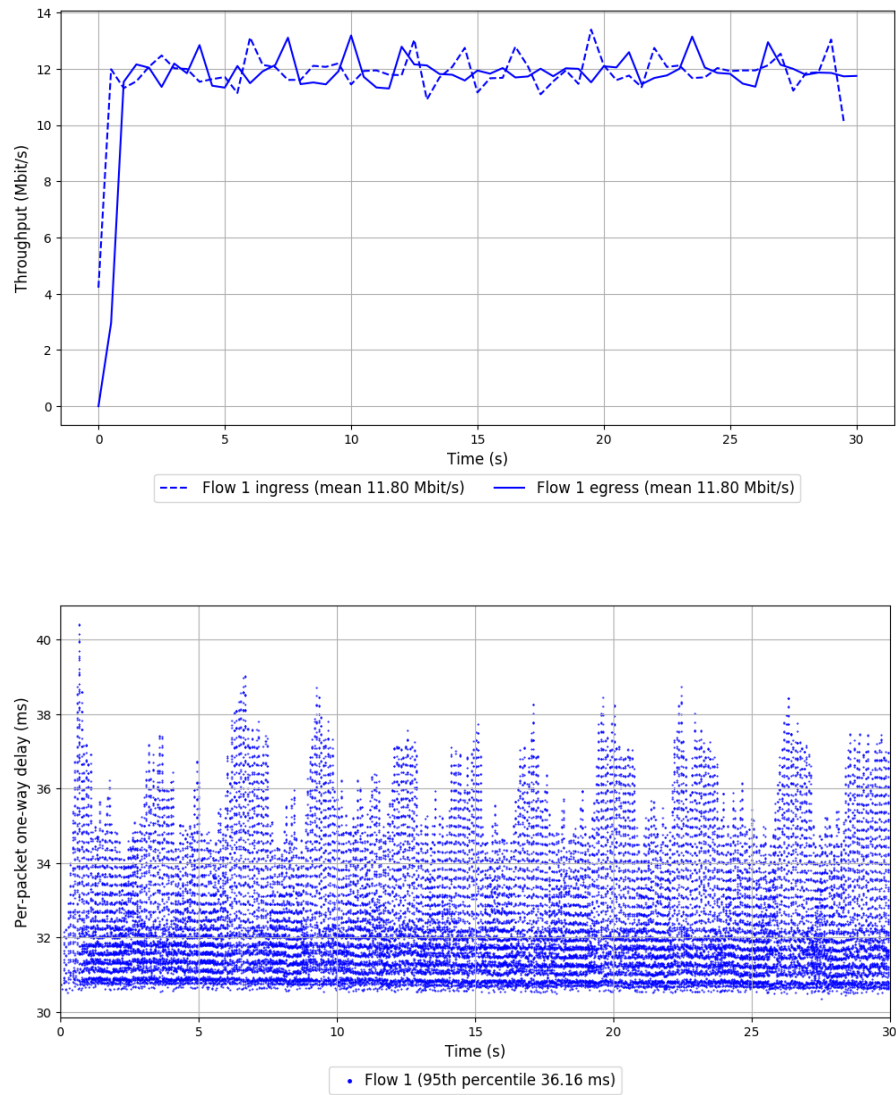 14
12
10
8
6
4
2
0
Throughput (Mbit/s)
0 5 10 15 20 25 30
Time (s)
Flow 1 ingress (mean 11.80 Mbit/s) Flow 1 egress (mean 11.80 Mbit/s)
40
38
36
34
32
30
Per-packet one-way delay (ms)
0 5 10 15 20 25 30
Time (s)
Flow 1 (95th percentile 36.16 ms)